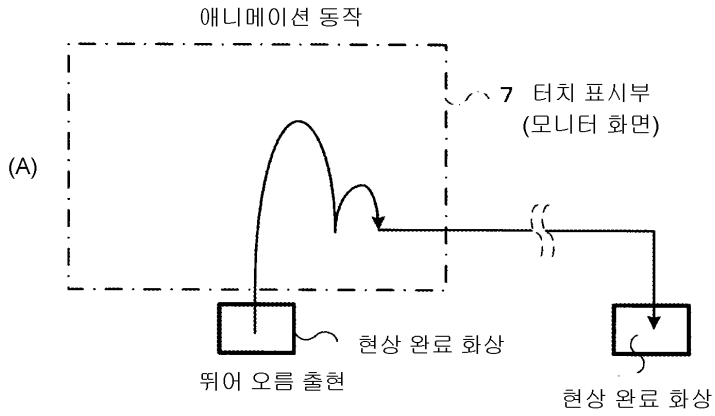 애니메이션 동작
7 터치 표시부
(모니터 화면)
(A)
현상 완료 화상
뛰어 오름 출현
현상 완료 화상